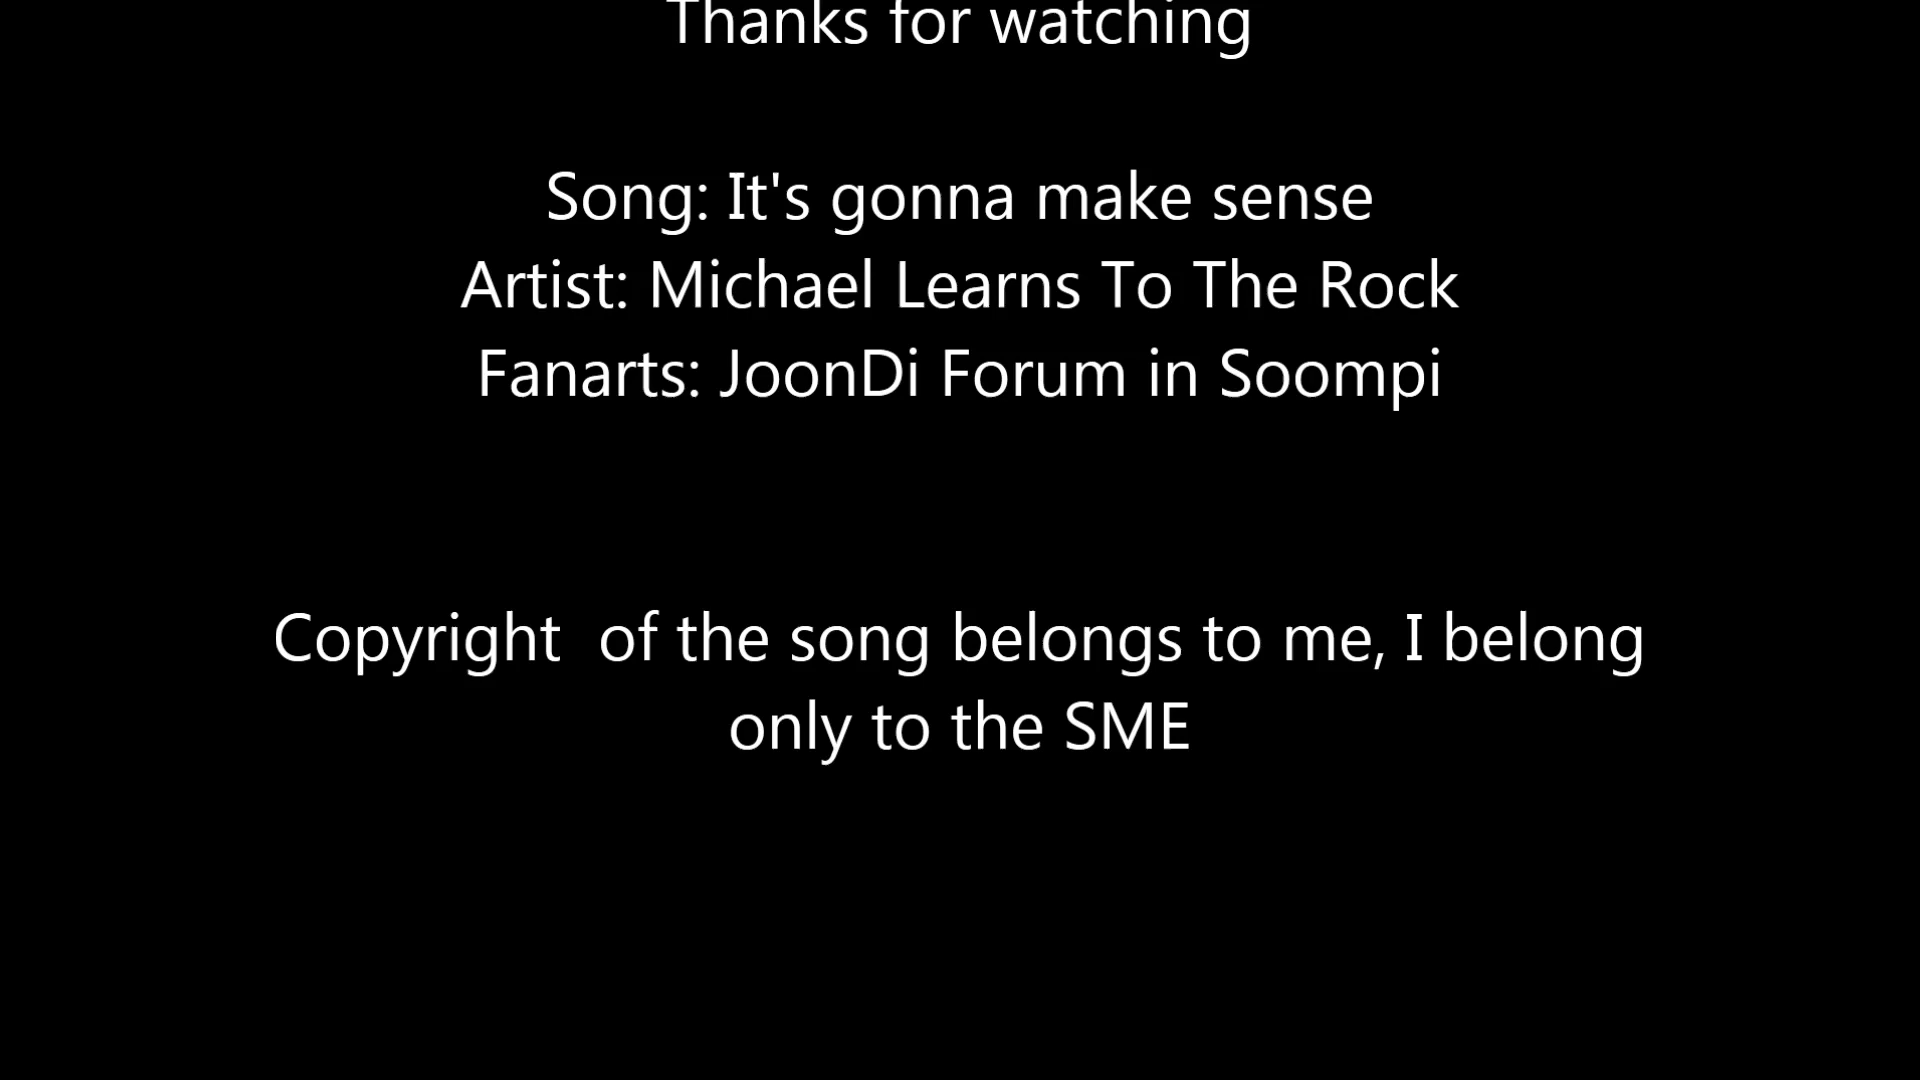 Thanks for watching
Song: It's gonna make sense
Artist: Michael Learns To The Rock
Fanarts: JoonDi Forum in Soompi
Copyright  of the song belongs to me, I belong
only to the SME